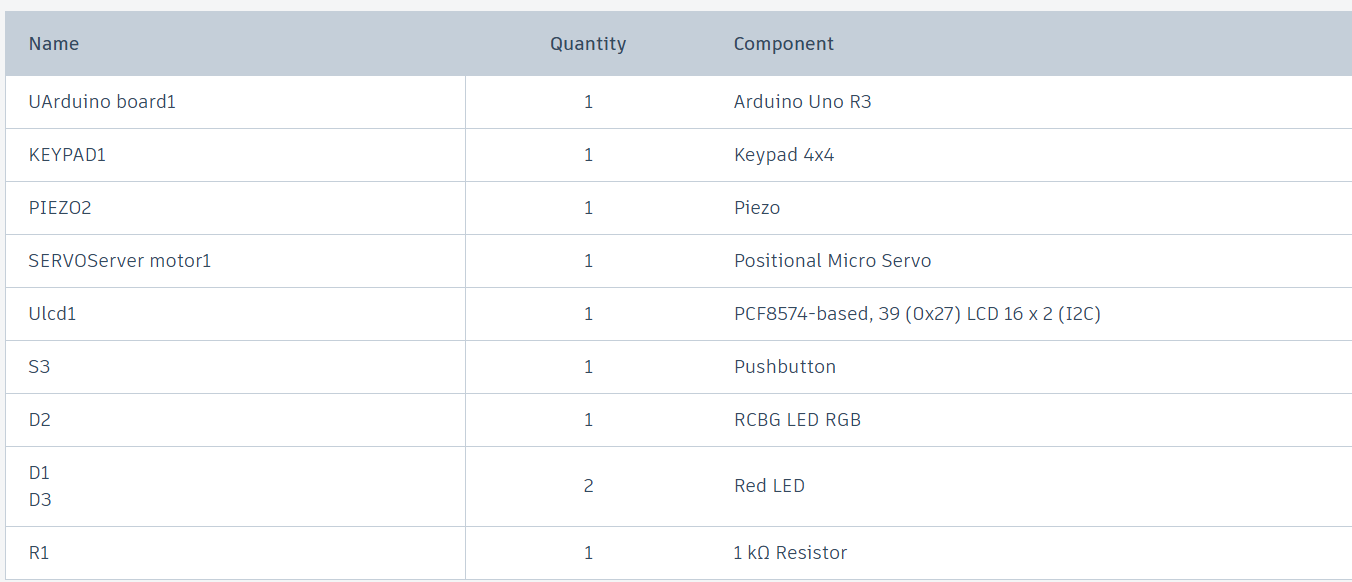 Name Quantity Component
UArduino board1 1 Arduino Uno R3
KEYPAD1 1 Keypad 4x4
PIEZO2 1 Piezo
SERVOServer motor1 1 Positional Micro Servo
Ulcd1 1 PCF8574-based, 39 (0x27) LCD 16 x 2 (I2C)
S3 1 Pushbutton
D2 1 RCBG LED RGB
D1
D3 2 Red LED
R1 1 1 kΩ Resistor